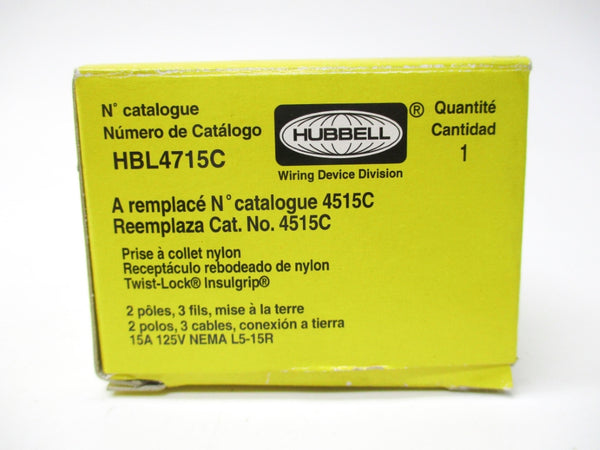 N° catalogue
Número de Catálogo
HBL4715C
HUBBELL®
Wiring Device Division
Quantité
Cantidad
1
A remplacé N° catalogue 4515C
Reemplaza Cat. No. 4515C
Prise à collet nylon
Receptáculo rebodeado de nylon
Twist-Lock® Insulgrip®
2 pôles, 3 fils, mise à la terre
2 polos, 3 cables, conexión a tierra
15A 125V NEMA L5-15R